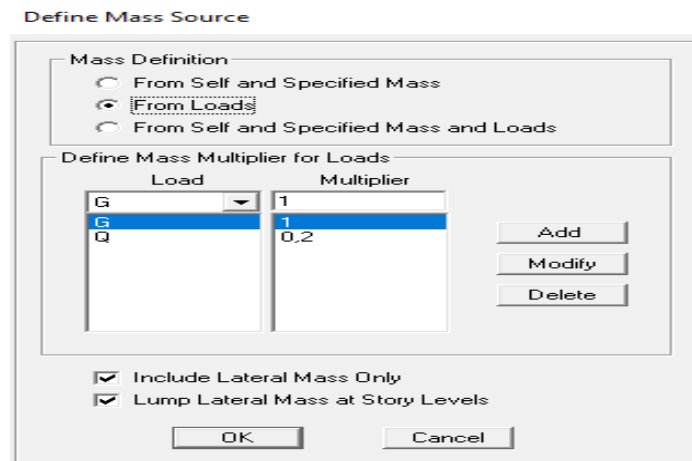 Define Mass Source
Mass Definition
From Self and Specified Mass
From Loads
From Self and Specified Mass and Loads
Define Mass Multiplier for Loads
Load Multiplier
G 1
G 1
Q 0,2
Add
Modify
Delete
Include Lateral Mass Only
Lump Lateral Mass at Story Levels
OK Cancel